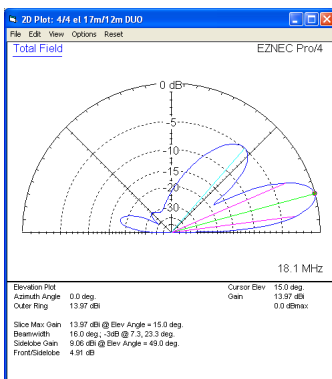 2D Plot: 4/4 el 17m/12m DUO
File Edit View Options Reset
Total Field
EZNEC Pro/4
0 dB
-5
-10
-15
-20
-30
18.1 MHz
Elevation Plot
Cursor Elev 15.0 deg.
Azimuth Angle 0.0 deg.
Gain 13.97 dBi
Outer Ring 13.97 dBi
0.0 dBmax
Slice Max Gain 13.97 dBi @ Elev Angle = 15.0 deg.
Beamwidth 16.0 deg.; -3dB @ 7.3, 23.3 deg.
Sidelobe Gain 9.06 dBi @ Elev Angle = 49.0 deg.
Front/Sidelobe 4.91 dB